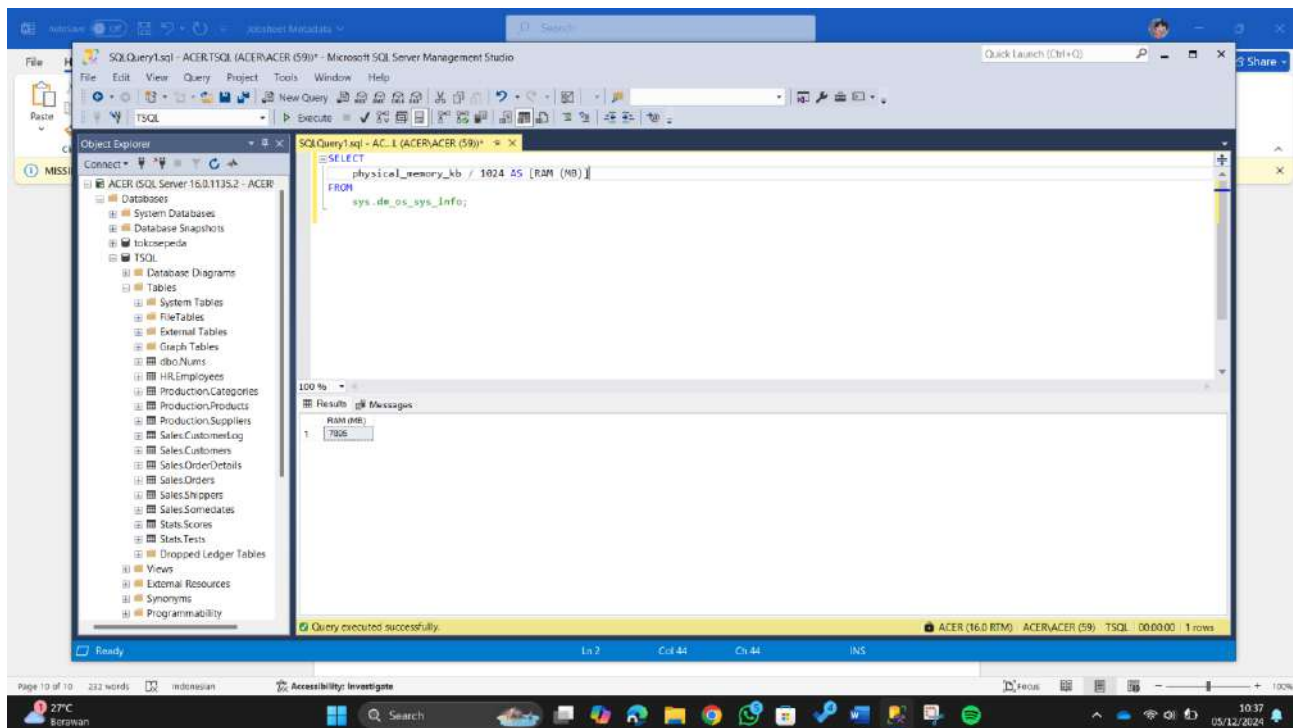 Jobsheet Metadata
Search
File
Share
Paste
SQLQuery1.sql - ACER.TSQL (ACER\ACER (59))* - Microsoft SQL Server Management Studio
Quick Launch (Ctrl+Q)
File Edit View Query Project Tools Window Help
New Query
TSQL
Execute
Object Explorer
SQLQuery1.sql - AC...L (ACER\ACER (59))*
Connect
ACER (SQL Server 16.0.1135.2 - ACER\
Databases
System Databases
Database Snapshots
tokosepeda
TSQL
Database Diagrams
Tables
System Tables
FileTables
External Tables
Graph Tables
dbo.Nums
HR.Employees
Production.Categories
Production.Products
Production.Suppliers
Sales.CustomerLog
Sales.Customers
Sales.OrderDetails
Sales.Orders
Sales.Shippers
Sales.Somedates
Stats.Scores
Stats.Tests
Dropped Ledger Tables
Views
External Resources
Synonyms
Programmability
SELECT
physical_memory_kb / 1024 AS [RAM (MB)]
FROM
sys.dm_os_sys_info;
100 %
Results Messages
RAM (MB)
1
Query executed successfully.
ACER (16.0 RTM) ACER\ACER (59) TSQL 00:00:00 1 rows
Ready Ln 2 Col 44 Ch 44 INS
Page 10 of 10 232 words Indonesian Accessibility: Investigate Focus 100%
27°C
Berawan
Search
10:37
05/12/2024